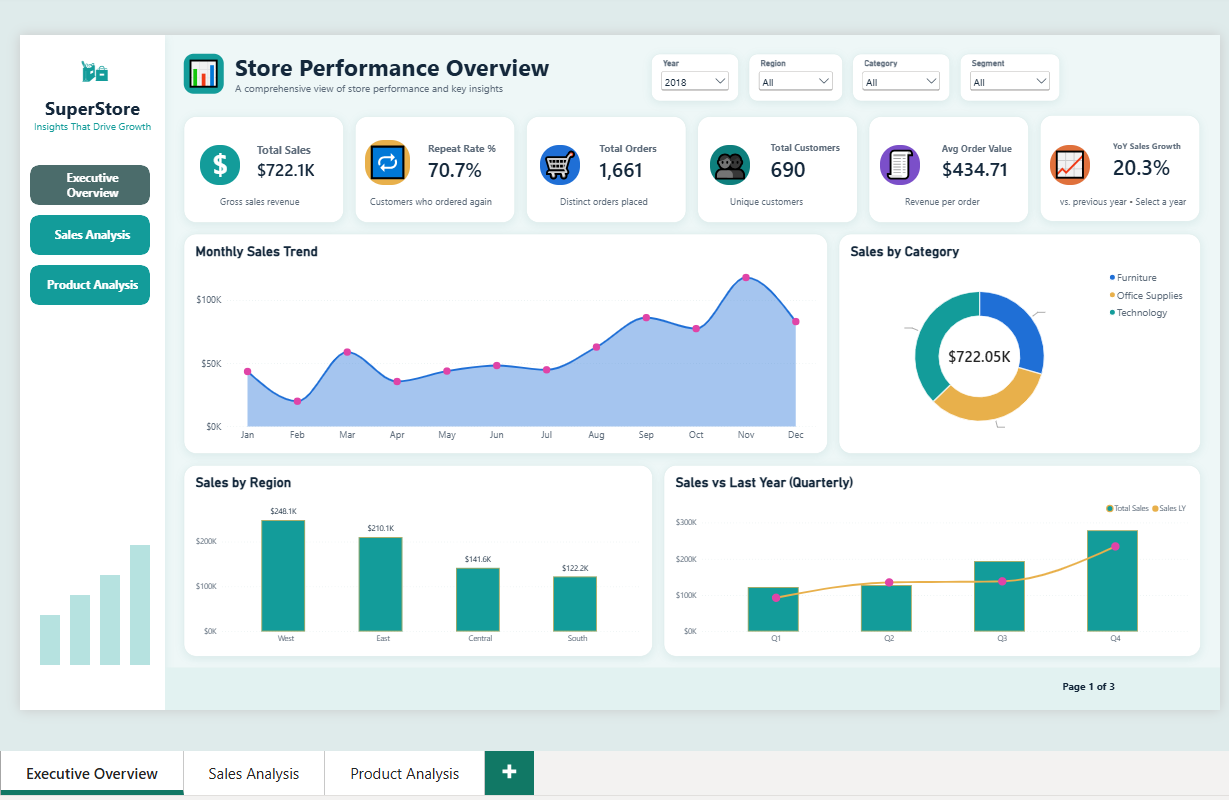 SuperStore
Insights That Drive Growth
Executive
Overview
Sales Analysis
Product Analysis
Store Performance Overview
A comprehensive view of store performance and key insights
Year
2018
Region
All
Category
All
Segment
All
$
Total Sales
$722.1K
Gross sales revenue
Repeat Rate %
70.7%
Customers who ordered again
Total Orders
1,661
Distinct orders placed
Total Customers
690
Unique customers
Avg Order Value
$434.71
Revenue per order
YoY Sales Growth
20.3%
vs. previous year • Select a year
Monthly Sales Trend
$100K
$50K
$0K
Jan Feb Mar Apr May Jun Jul Aug Sep Oct Nov Dec
Sales by Category
Furniture
Office Supplies
Technology
$722.05K
Sales by Region
$248.1K
$210.1K
$141.6K
$122.2K
$200K
$100K
$0K
West East Central South
Sales vs Last Year (Quarterly)
Total Sales Sales LY
$300K
$200K
$100K
$0K
Q1 Q2 Q3 Q4
Page 1 of 3
Executive Overview Sales Analysis Product Analysis +